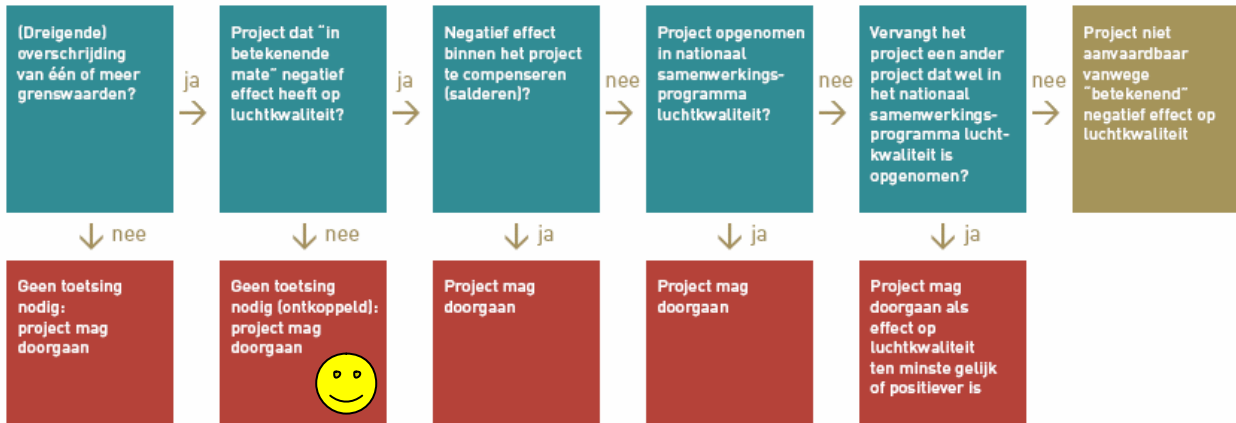 (Dreigende)
overschrijding
van één of meer
grenswaarden?
ja
Project dat "in
betekenende
mate" negatief
effect heeft op
luchtkwaliteit?
ja
Negatief effect
binnen het project
te compenseren
(salderen)?
nee
Project opgenomen
in nationaal
samenwerkings-
programma
luchtkwaliteit?
nee
Vervangt het
project een ander
project dat wel in
het nationaal
samenwerkings-
programma lucht-
kwaliteit is
opgenomen?
nee
Project niet
aanvaardbaar
vanwege
"betekenend"
negatief effect op
luchtkwaliteit
nee
nee
ja
ja
ja
Geen toetsing
nodig:
project mag
doorgaan
Geen toetsing
nodig (ontkoppeld):
project mag
doorgaan
Project mag
doorgaan
Project mag
doorgaan
Project mag
doorgaan als
effect op
luchtkwaliteit
ten minste gelijk
of positiever is